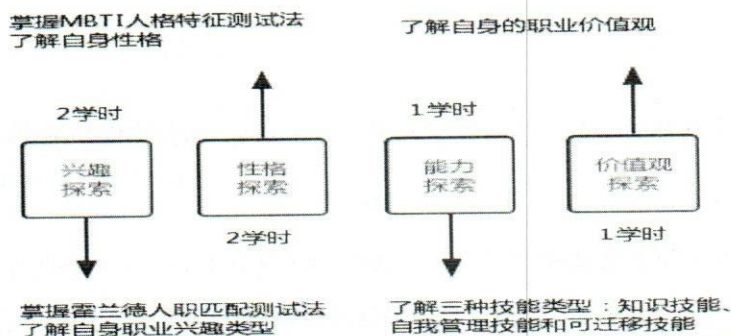 掌握MBTI人格特征测试法
了解自身性格
了解自身的职业价值观
2学时
1学时
兴趣
探索
性格
探索
能力
探索
价值观
探索
2学时
1学时
掌握霍兰德人职匹配测试法
了解自身职业兴趣类型
了解三种技能类型：知识技能、
自我管理技能和可迁移技能